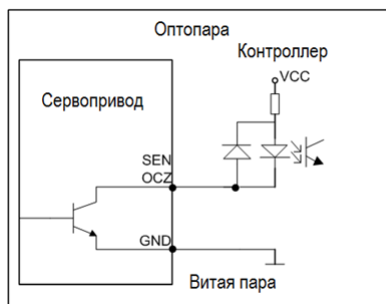 Оптопара
Контроллер
VCC
Сервопривод
SEN
OCZ
GND
Витая пара